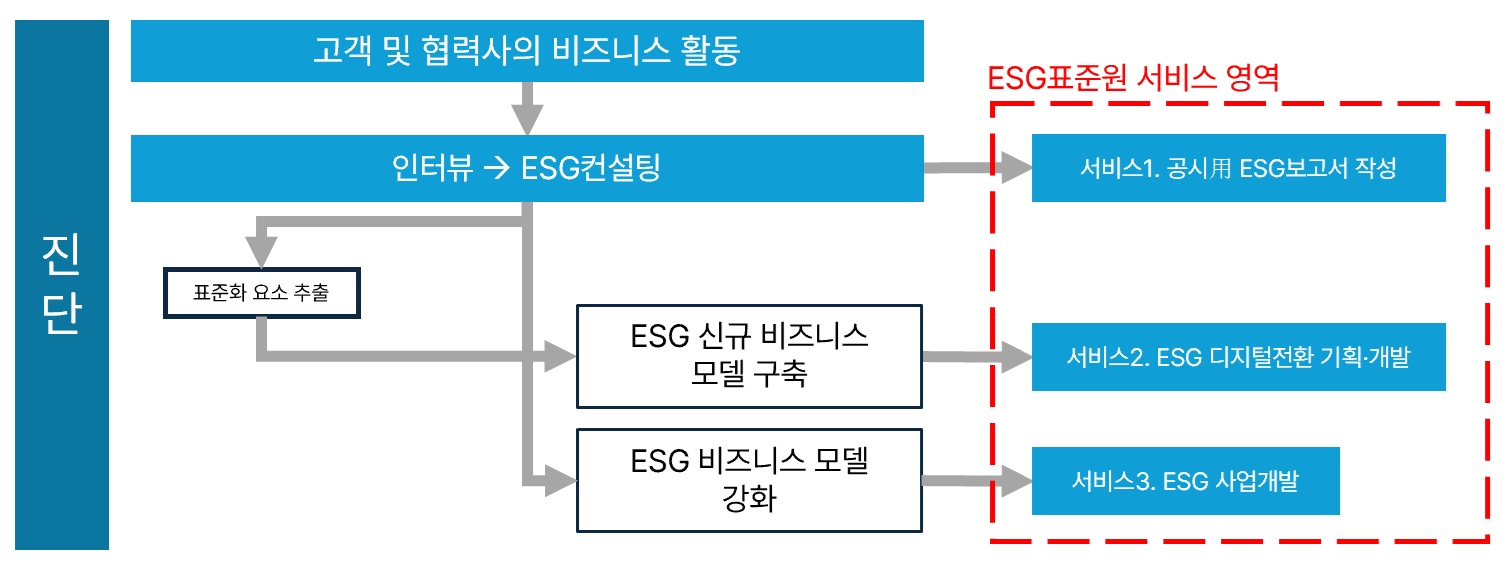 진
단
고객 및 협력사의 비즈니스 활동
인터뷰 → ESG컨설팅
표준화 요소 추출
ESG 신규 비즈니스
모델 구축
ESG 비즈니스 모델
강화
ESG표준원 서비스 영역
서비스1. 공시用 ESG보고서 작성
서비스2. ESG 디지털전환 기획·개발
서비스3. ESG 사업개발